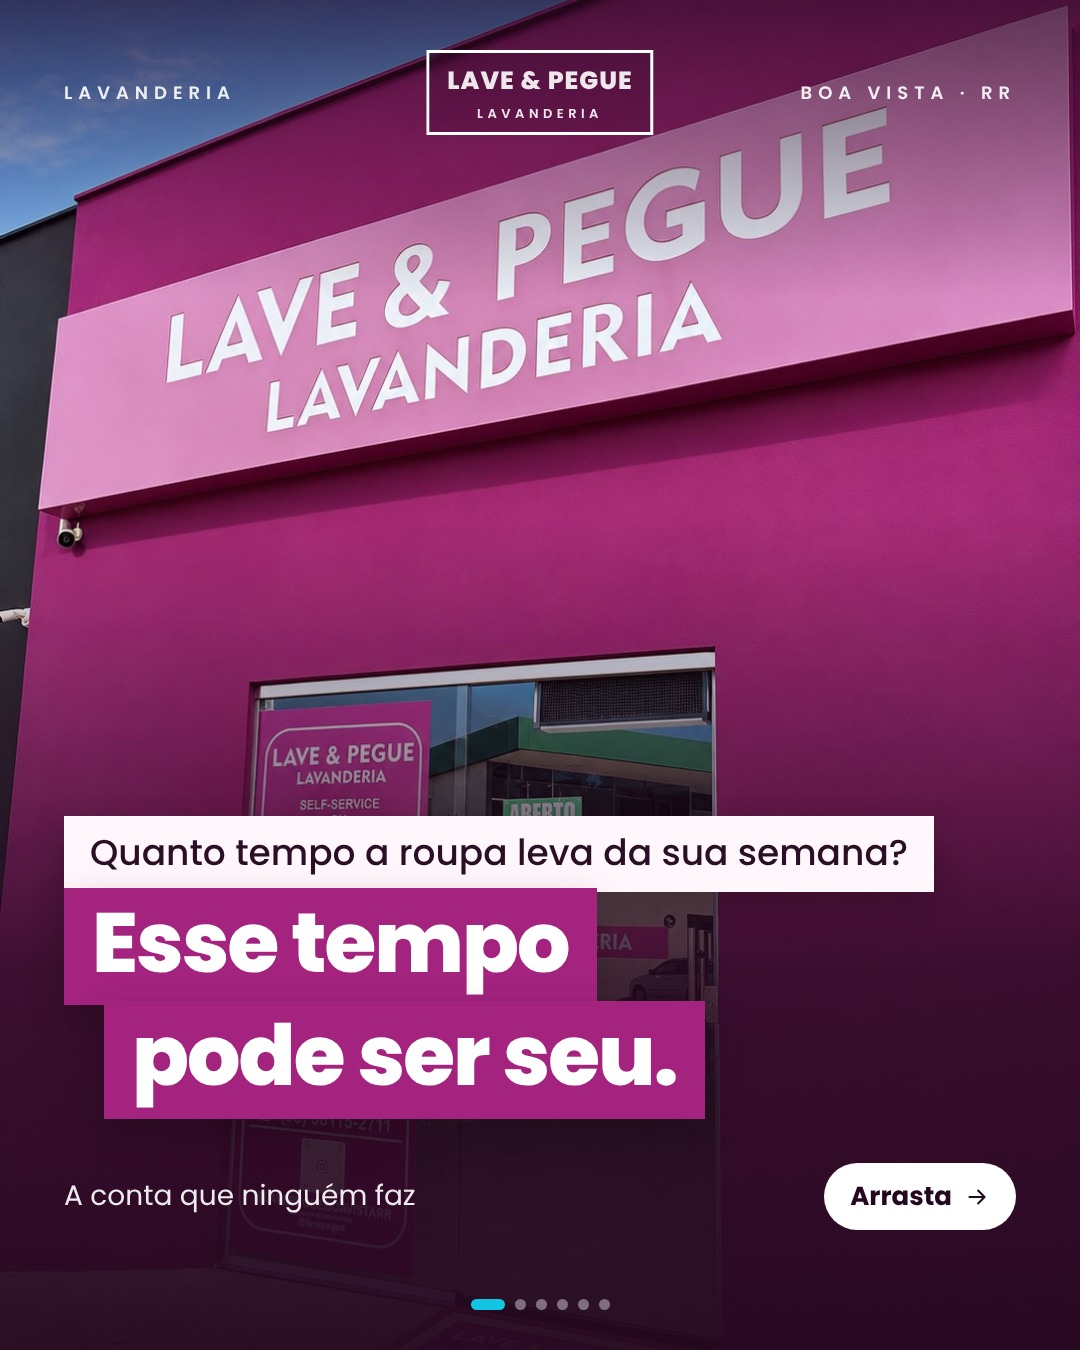 LAVANDERIA
LAVE & PEGUE
LAVANDERIA
BOA VISTA · RR
LAVE & PEGUE
LAVANDERIA
LAVE & PEGUE
LAVANDERIA
SELF-SERVICE
ABERTO
Quanto tempo a roupa leva da sua semana?
Esse tempo
pode ser seu.
A conta que ninguém faz
Arrasta →